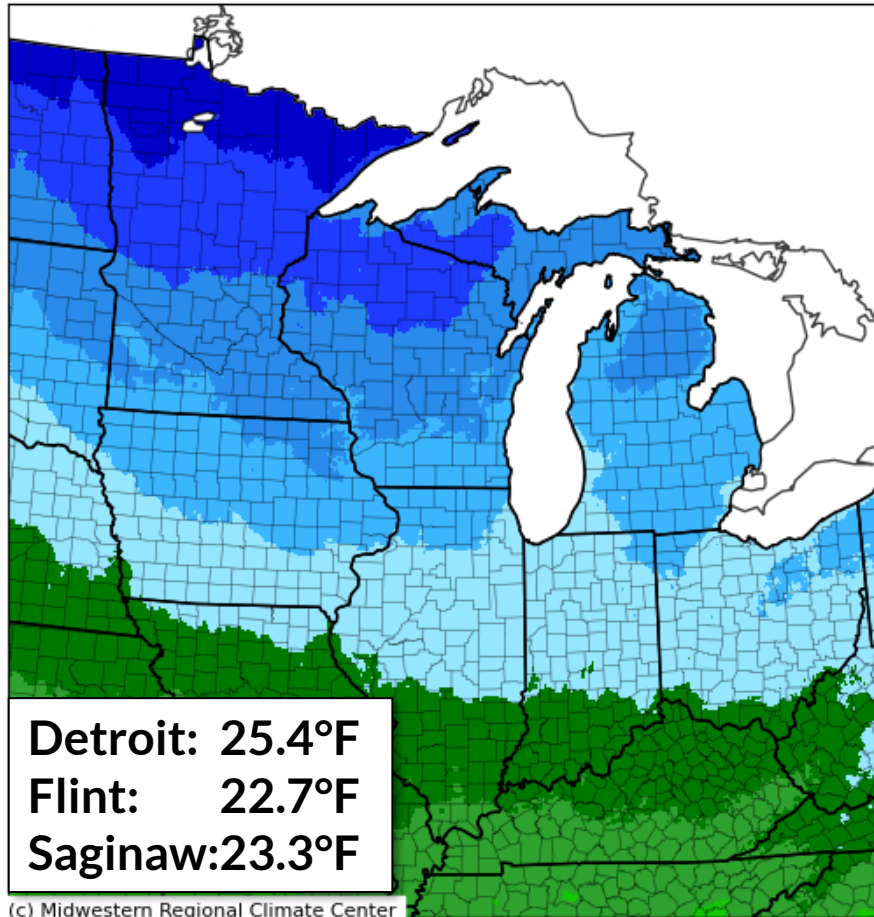 Detroit: 25.4°F
Flint: 22.7°F
Saginaw:23.3°F
(c) Midwestern Regional Climate Center